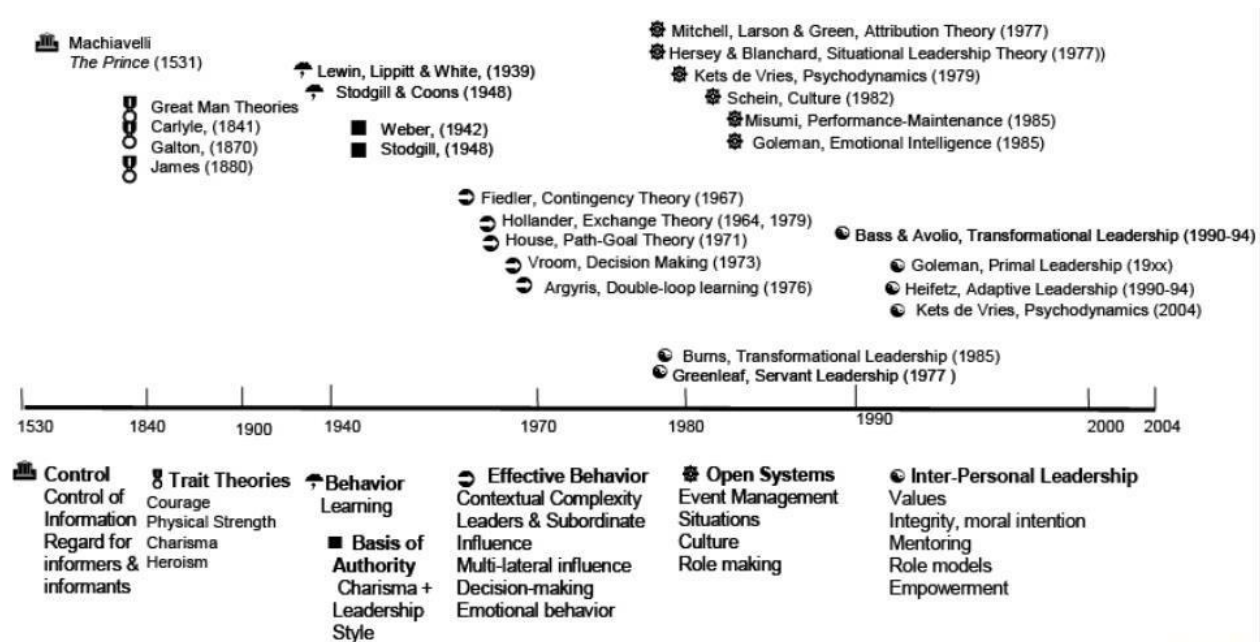 Machiavelli
The Prince (1531)
Great Man Theories
Carlyle, (1841)
Galton, (1870)
James (1880)
Lewin, Lippitt & White, (1939)
Stodgill & Coons (1948)
Weber, (1942)
Stodgill, (1948)
Fiedler, Contingency Theory (1967)
Hollander, Exchange Theory (1964, 1979)
House, Path-Goal Theory (1971)
Vroom, Decision Making (1973)
Argyris, Double-loop learning (1976)
Mitchell, Larson & Green, Attribution Theory (1977)
Hersey & Blanchard, Situational Leadership Theory (1977))
Kets de Vries, Psychodynamics (1979)
Schein, Culture (1982)
Misumi, Performance-Maintenance (1985)
Goleman, Emotional Intelligence (1985)
Bass & Avolio, Transformational Leadership (1990-94)
Goleman, Primal Leadership (19xx)
Heifetz, Adaptive Leadership (1990-94)
Kets de Vries, Psychodynamics (2004)
Burns, Transformational Leadership (1985)
Greenleaf, Servant Leadership (1977 )
1530
1840
1900
1940
1970
1980
1990
2000
2004
Control
Control of
Information
Regard for
informers &
informants
Trait Theories
Courage
Physical Strength
Charisma
Heroism
Behavior
Learning
Basis of
Authority
Charisma +
Leadership
Style
Effective Behavior
Contextual Complexity
Leaders & Subordinate
Influence
Multi-lateral influence
Decision-making
Emotional behavior
Open Systems
Event Management
Situations
Culture
Role making
Inter-Personal Leadership
Values
Integrity, moral intention
Mentoring
Role models
Empowerment